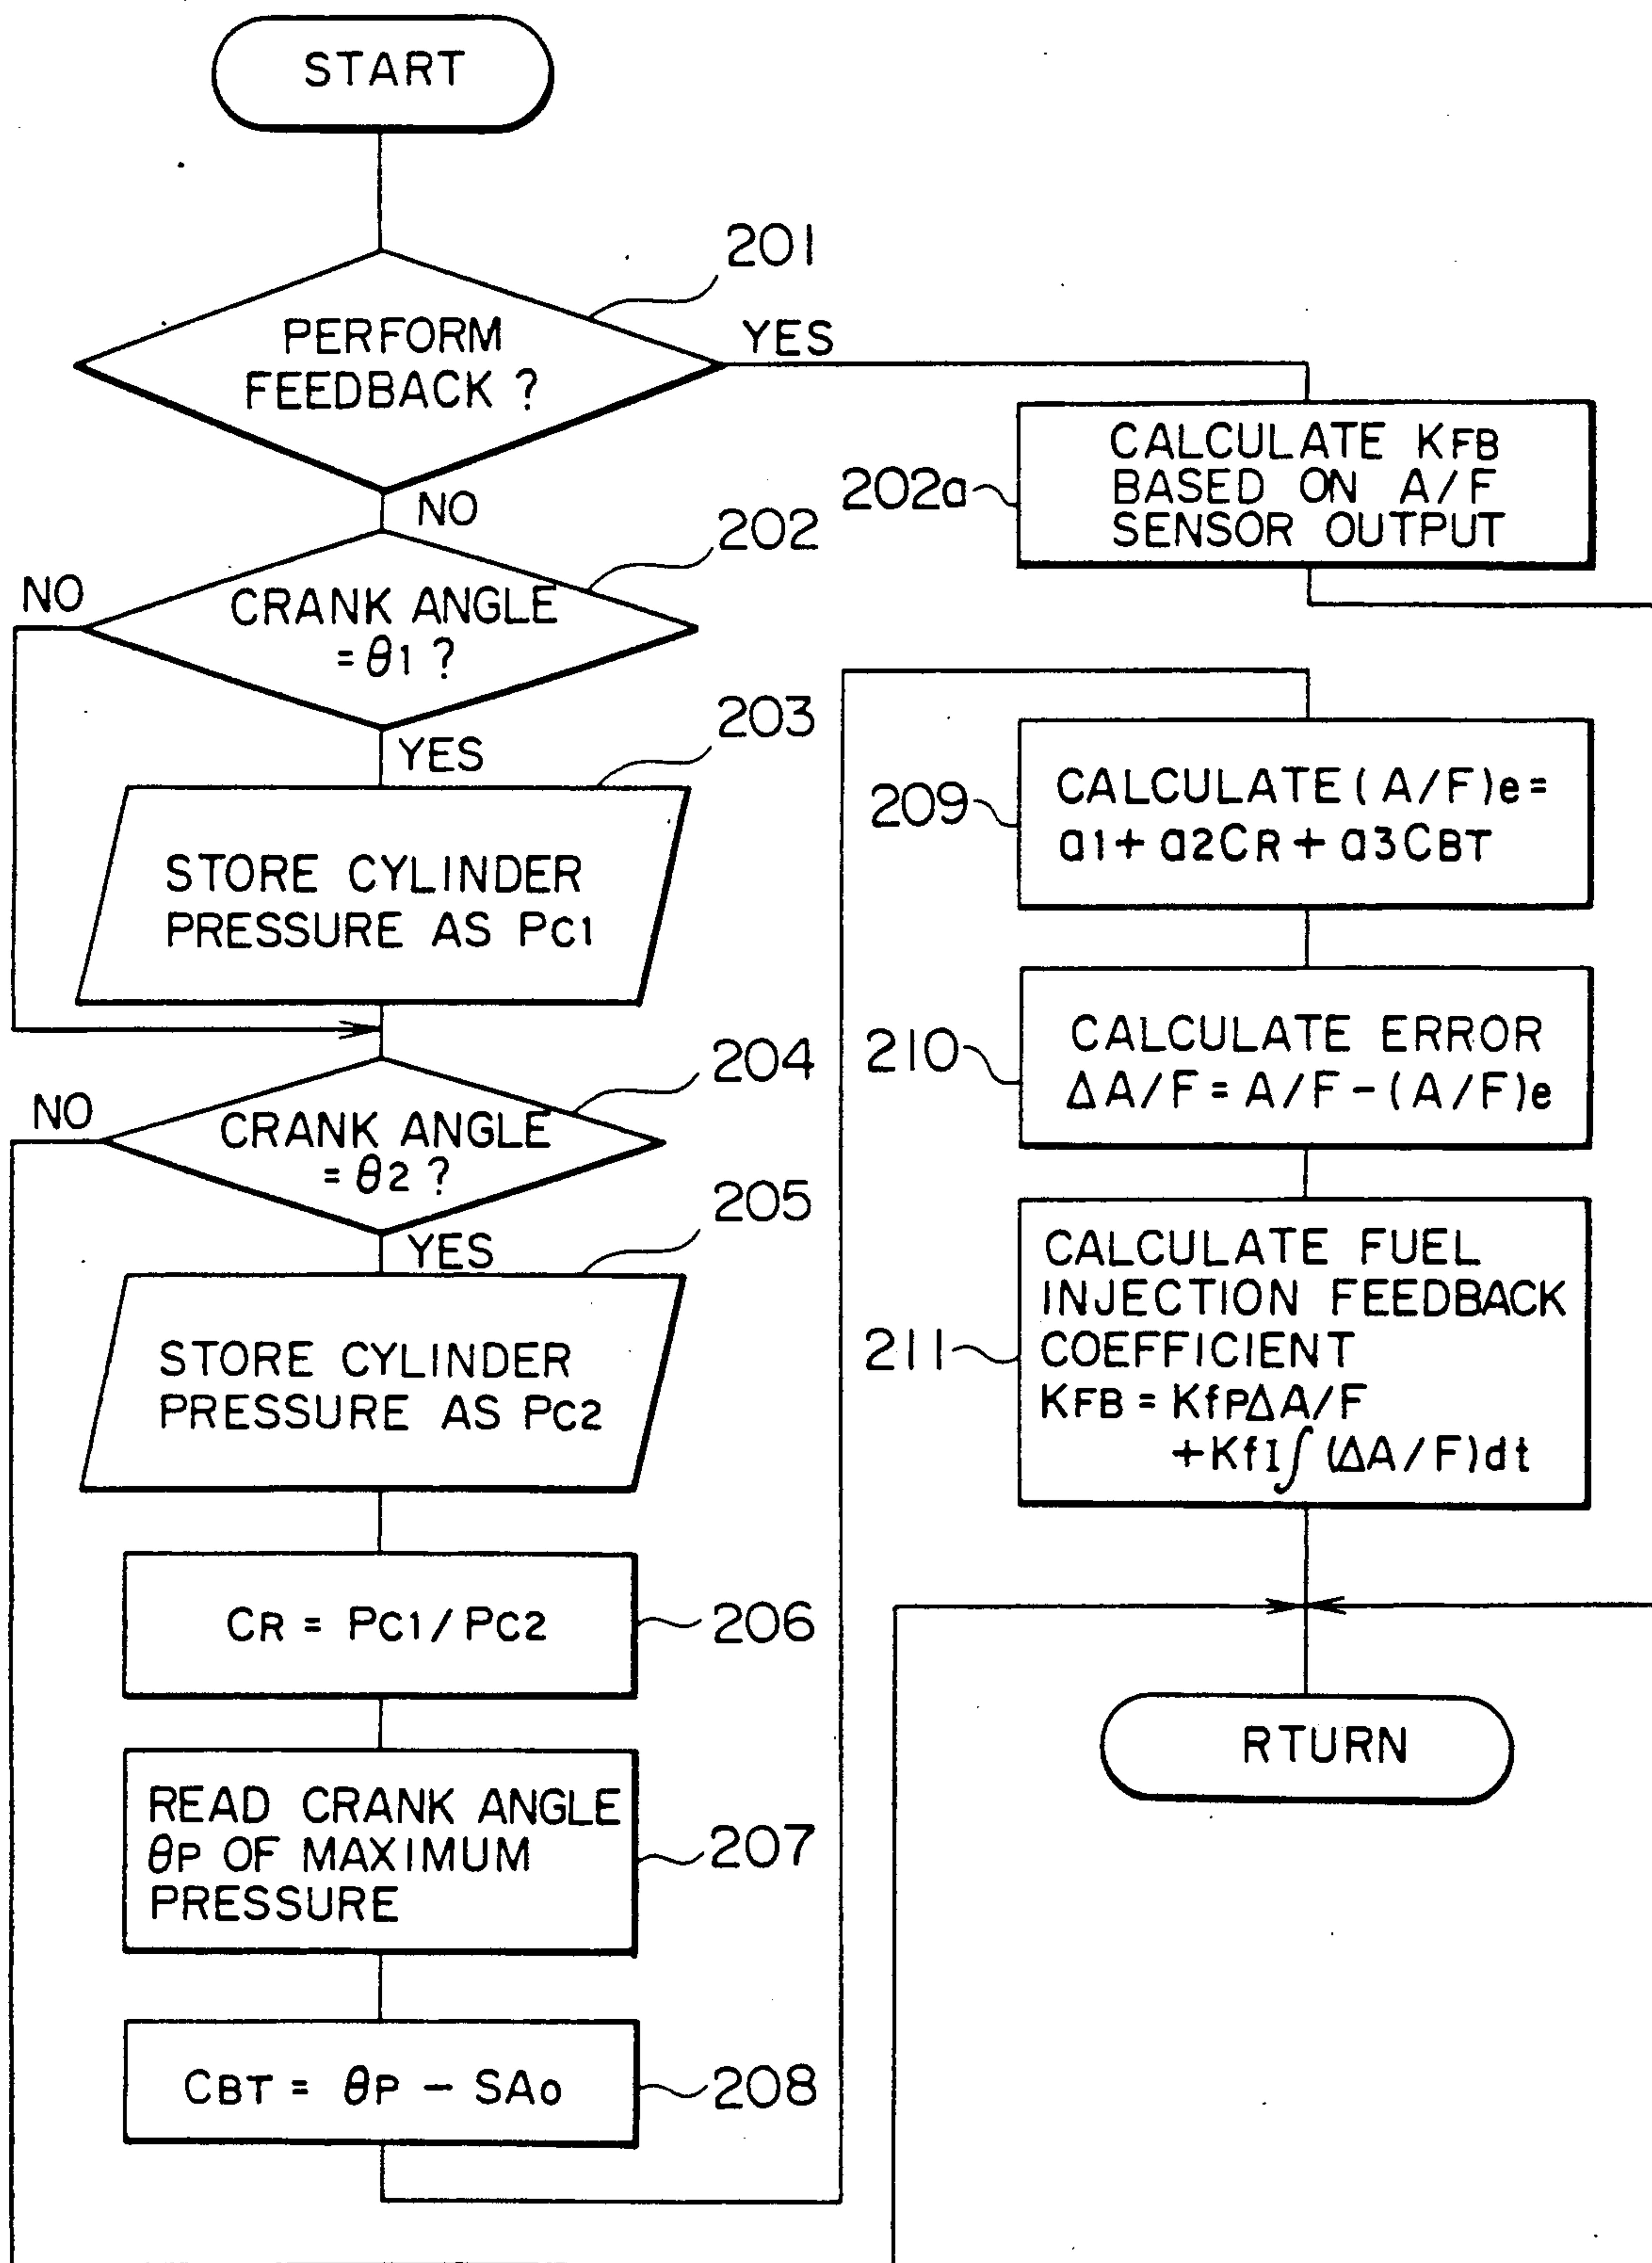 START
201
PERFORM
FEEDBACK ?
YES
NO
202a
CALCULATE KFB
BASED ON A/F
SENSOR OUTPUT
202
NO
CRANK ANGLE
= θ1 ?
YES
203
STORE CYLINDER
PRESSURE AS PC1
204
NO
CRANK ANGLE
= θ2 ?
YES
205
STORE CYLINDER
PRESSURE AS PC2
CR = PC1 / PC2
206
READ CRANK ANGLE
θP OF MAXIMUM
PRESSURE
207
CBT = θP - SAo
208
209
CALCULATE (A/F)e =
a1 + a2CR + a3CBT
210
CALCULATE ERROR
ΔA/F = A/F - (A/F)e
211
CALCULATE FUEL
INJECTION FEEDBACK
COEFFICIENT
KFB = KfPΔA/F
+KfI∫(ΔA/F)dt
RTURN